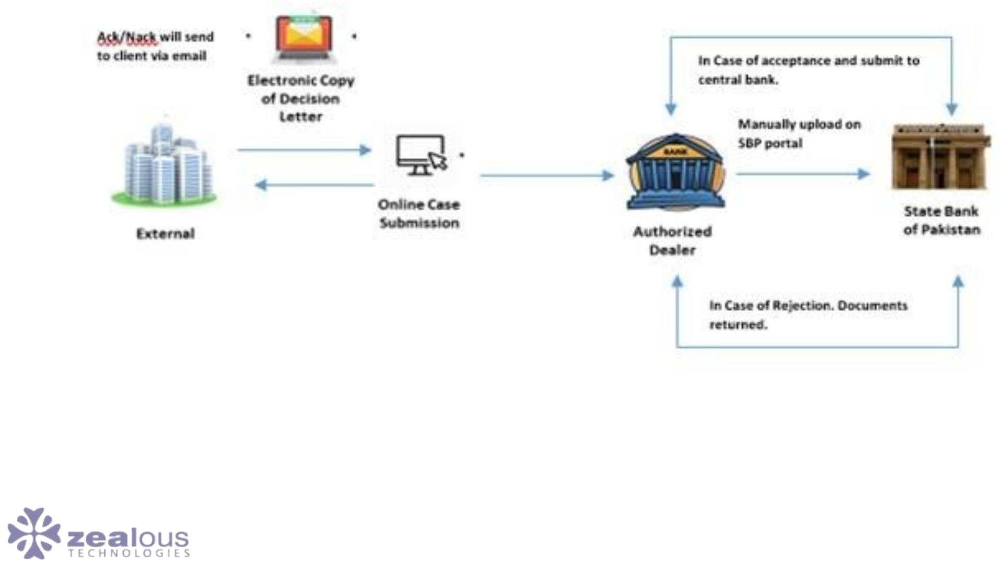 Ack/Nack will send
to client via email
Electronic Copy
of Decision
Letter
External
Online Case
Submission
In Case of acceptance and submit to
central bank.
Manually upload on
SBP portal
BANK
Authorized
Dealer
State Bank
of Pakistan
In Case of Rejection. Documents
returned.
zealous
TECHNOLOGIES